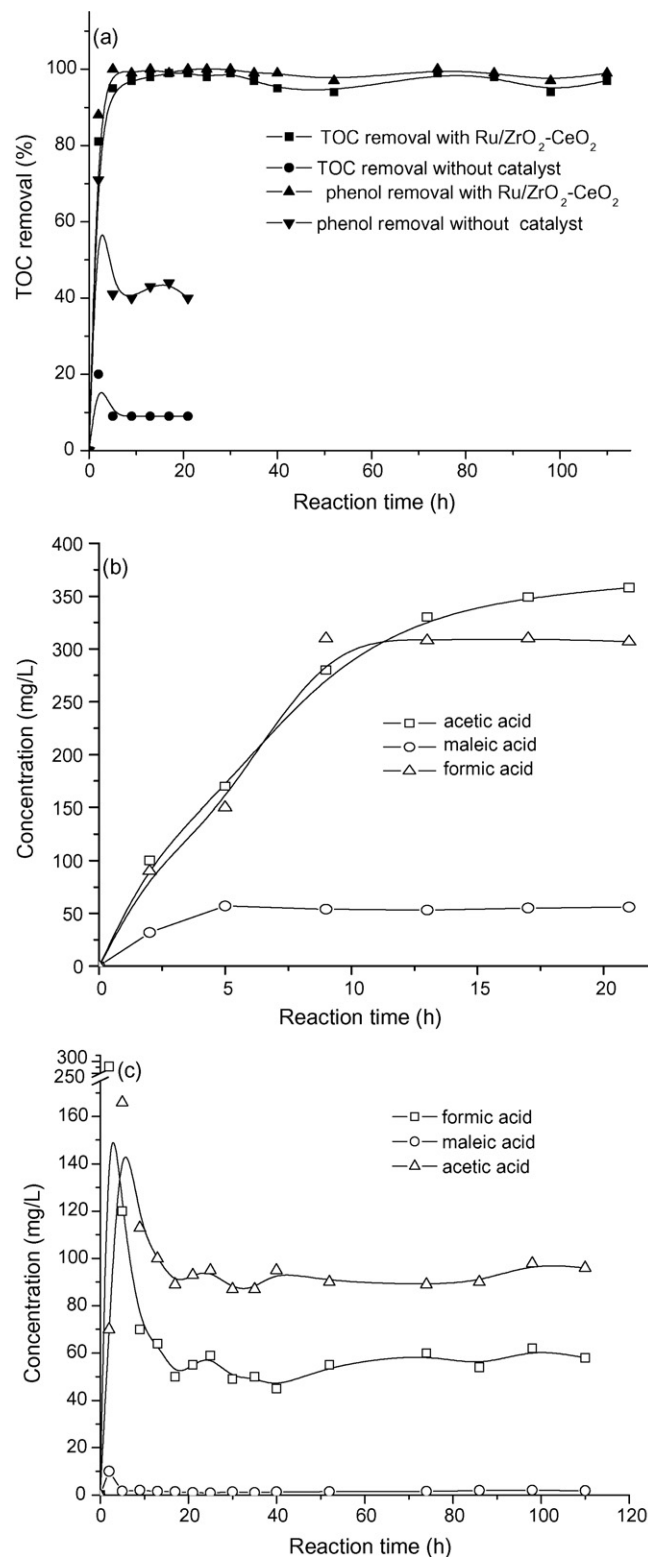 (a)
100
80
60
40
20
0
TOC removal (%)
TOC removal with Ru/ZrO₂-CeO₂
TOC removal without catalyst
phenol removal with Ru/ZrO₂-CeO₂
phenol removal without catalyst
0 20 40 60 80 100
Reaction time (h)
(b)
400
350
300
250
200
150
100
50
0
Concentration (mg/L)
acetic acid
maleic acid
formic acid
0 5 10 15 20
Reaction time (h)
(c)
300
250
160
140
120
100
80
60
40
20
0
Concentration (mg/L)
formic acid
maleic acid
acetic acid
0 20 40 60 80 100 120
Reaction time (h)